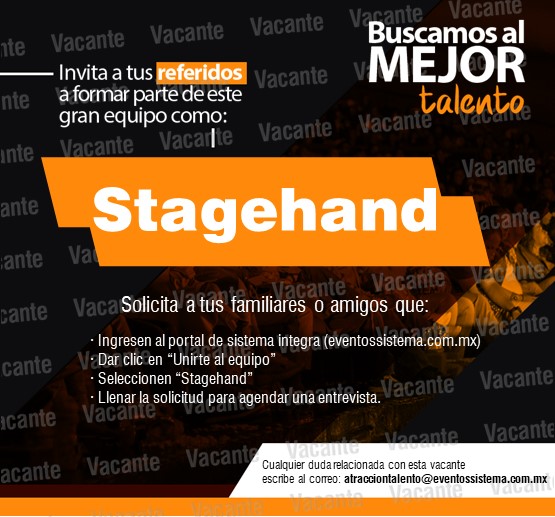 Buscamos al
MEJOR
talento
Invita a tus referidos
a formar parte de este
gran equipo como:
Stagehand
Solicita a tus familiares o amigos que:
· Ingresen al portal de sistema integra (eventossistema.com.mx)
· Dar clic en “Unirte al equipo”
· Seleccionen “Stagehand”
· Llenar la solicitud para agendar una entrevista.
Cualquier duda relacionada con esta vacante
escribe al correo: atracciontalento@eventossistema.com.mx
Vacante